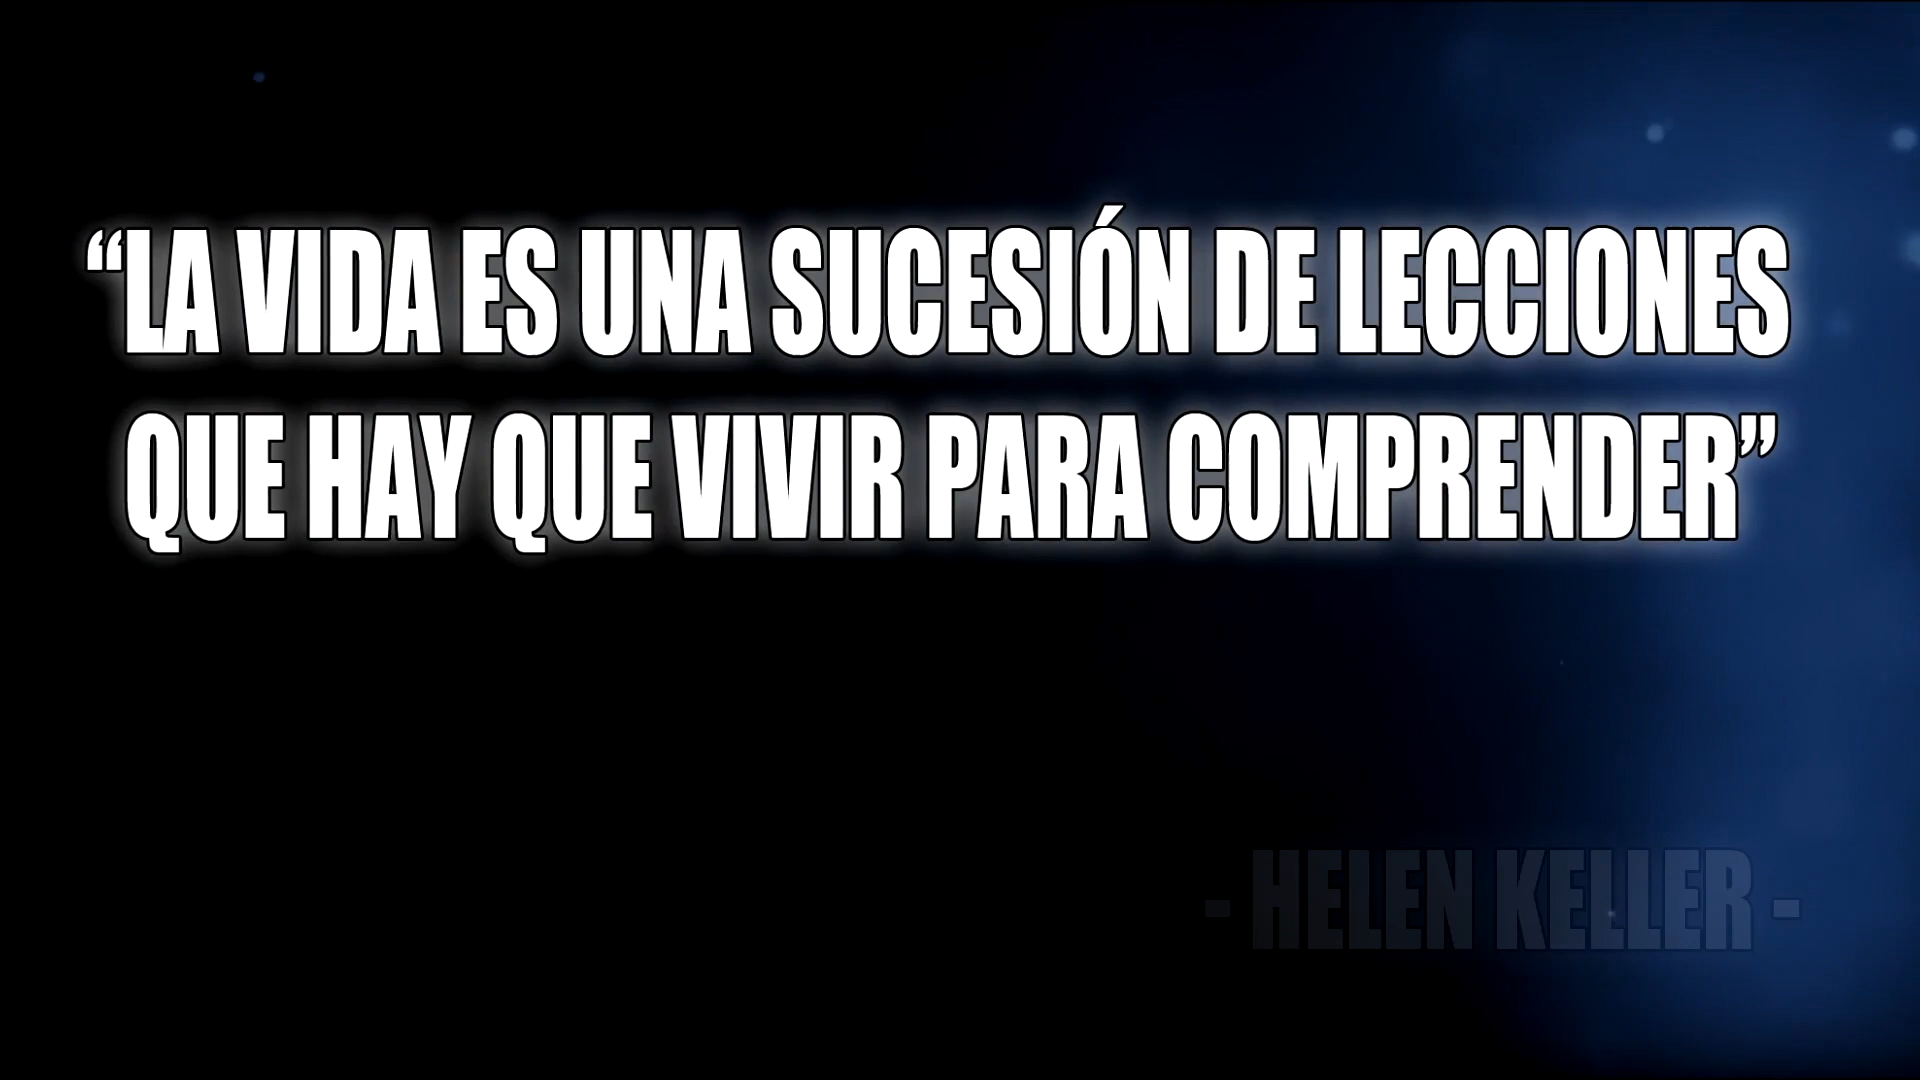 “LA VIDA ES UNA SUCESIÓN DE LECCIONES
QUE HAY QUE VIVIR PARA COMPRENDER”
- HELEN KELLER -